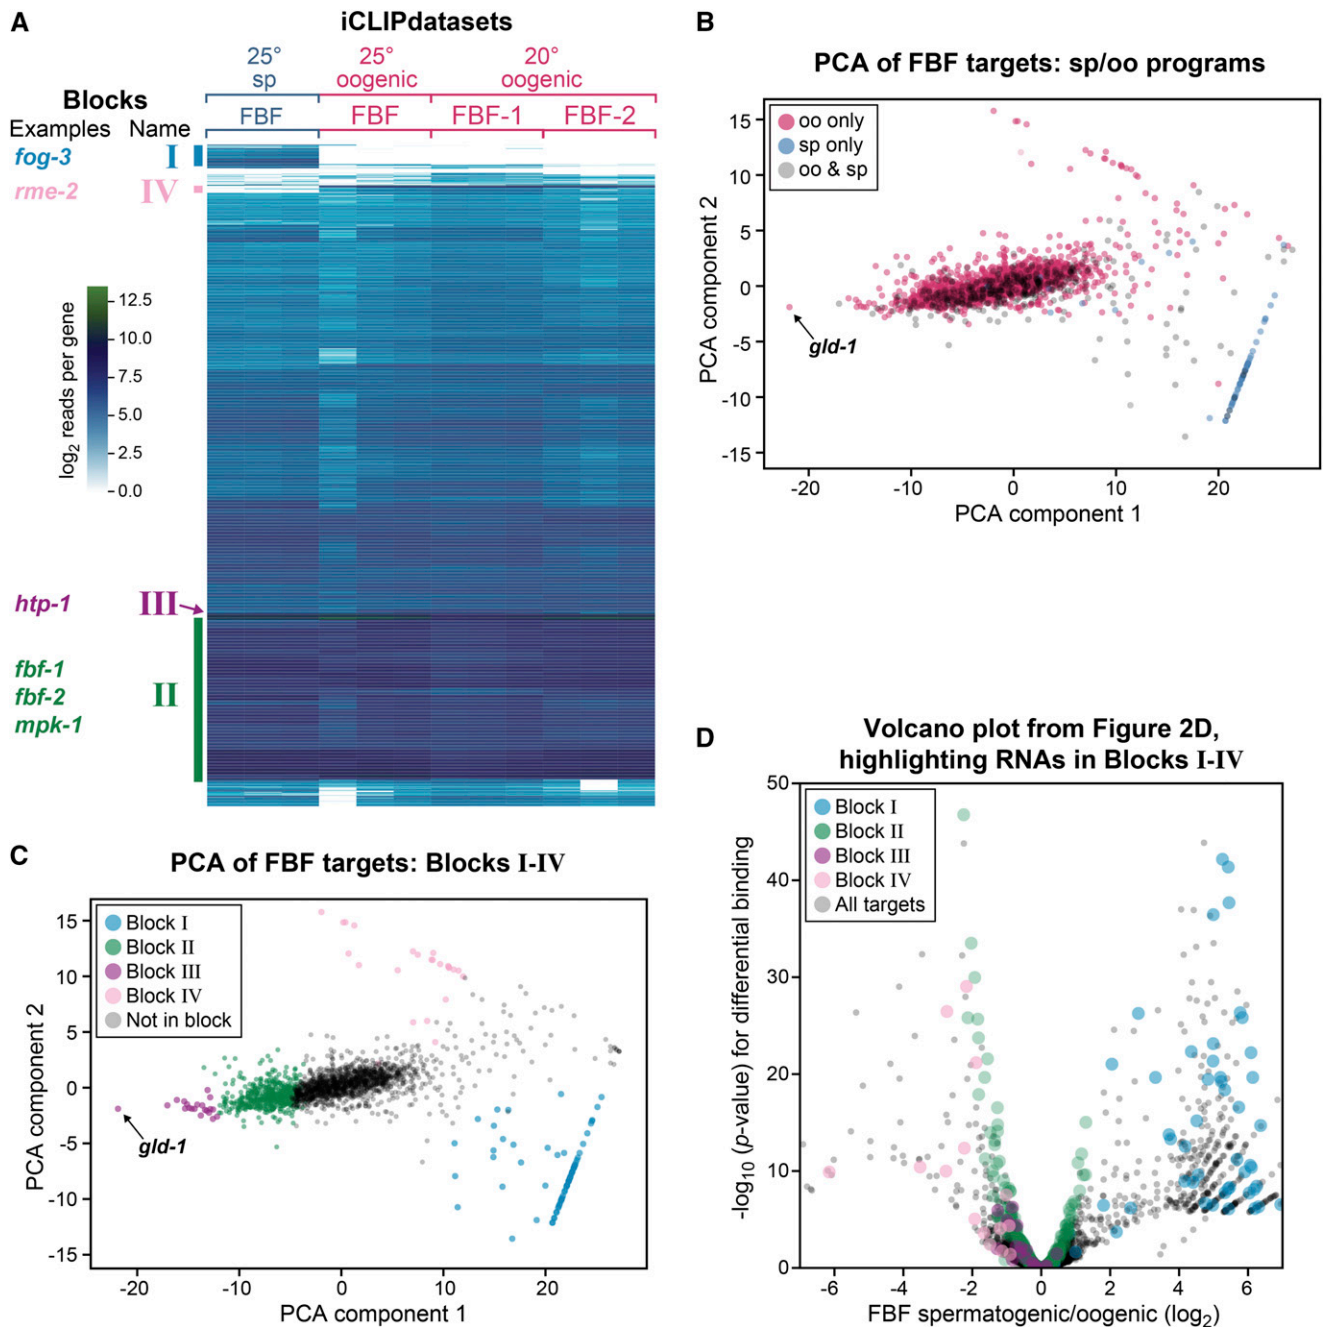 A
iCLIPdatasets
25° 25° 20°
sp oogenic oogenic
Blocks
Examples Name
FBF FBF FBF-1 FBF-2
fog-3 I
rme-2 IV
log2 reads per gene
12.5
10.0
7.5
5.0
2.5
0.0
htp-1 III
fbf-1
fbf-2 II
mpk-1
B
PCA of FBF targets: sp/oo programs
oo only
sp only
oo & sp
PCA component 2
15
10
5
0
-5
-10
-15
gld-1
-20 -10 0 10 20
PCA component 1
C
PCA of FBF targets: Blocks I-IV
Block I
Block II
Block III
Block IV
Not in block
PCA component 2
15
10
5
0
-5
-10
-15
gld-1
-20 -10 0 10 20
PCA component 1
D
Volcano plot from Figure 2D,
highlighting RNAs in Blocks I-IV
Block I
Block II
Block III
Block IV
All targets
-log10 (p-value) for differential binding
50
40
30
20
10
0
-6 -4 -2 0 2 4 6
FBF spermatogenic/oogenic (log2)